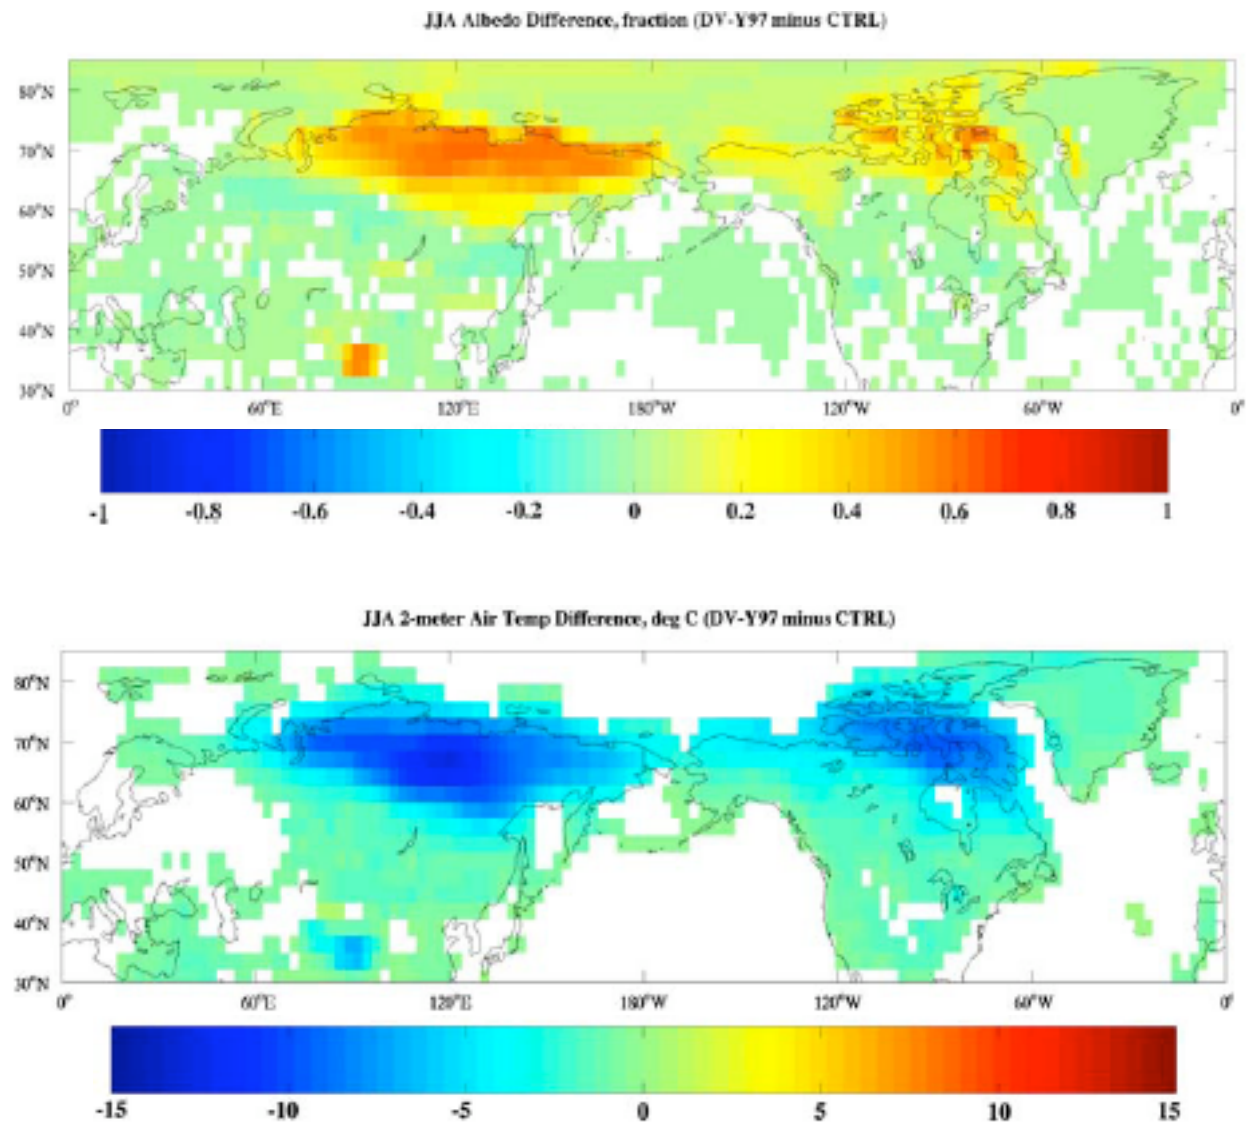 JJA Albedo Difference, fraction (DV-Y97 minus CTRL)
80°N
70°N
60°N
50°N
40°N
30°N
0° 60°E 120°E 180°W 120°W 60°W 0°
-1 -0.8 -0.6 -0.4 -0.2 0 0.2 0.4 0.6 0.8 1
JJA 2-meter Air Temp Difference, deg C (DV-Y97 minus CTRL)
80°N
70°N
60°N
50°N
40°N
30°N
0° 60°E 120°E 180°W 120°W 60°W 0°
-15 -10 -5 0 5 10 15